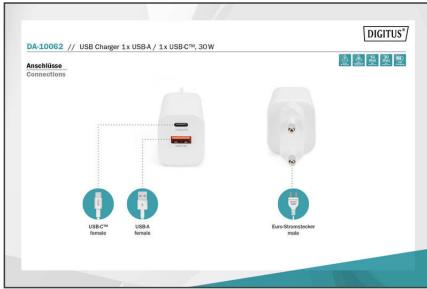 DIGITUS®
DA-10062 // USB Charger 1x USB-A / 1x USB-C™, 30 W
Anschlüsse
Connections
USB-C™
female
USB-A
female
Euro-Stromstecker
male